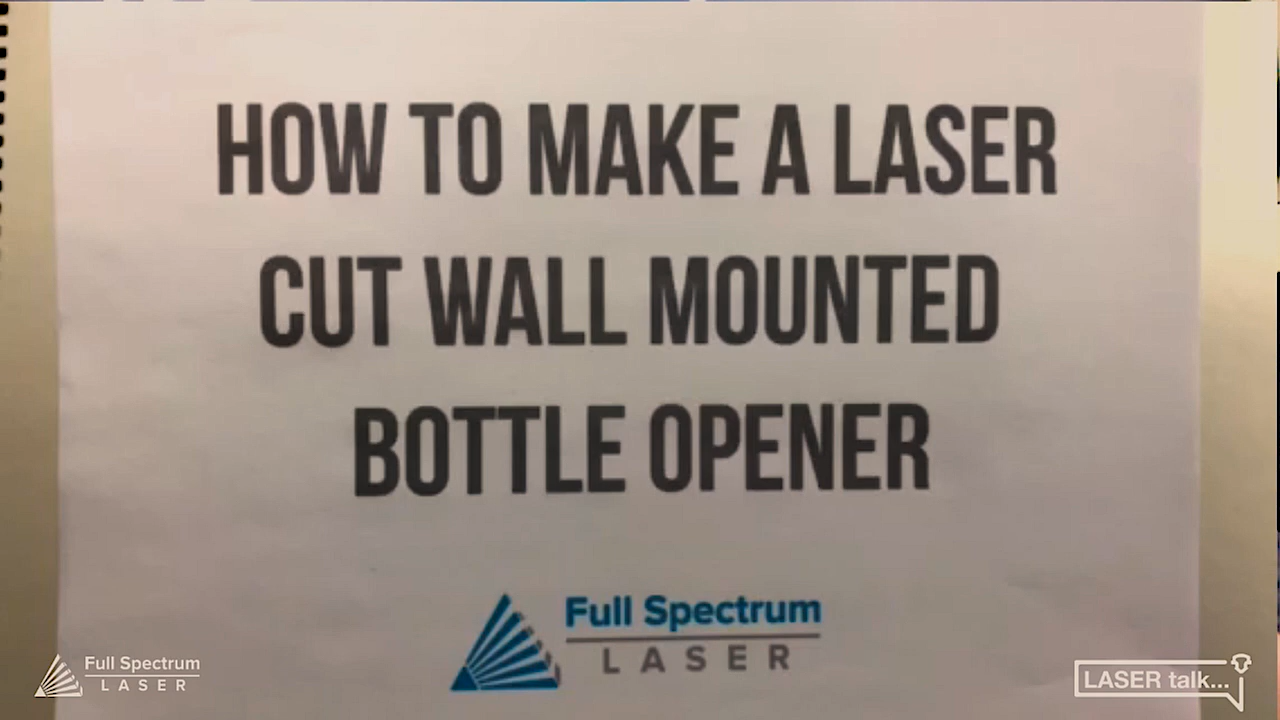 HOW TO MAKE A LASER
CUT WALL MOUNTED
BOTTLE OPENER
Full Spectrum
LASER
Full Spectrum
LASER
LASER talk...